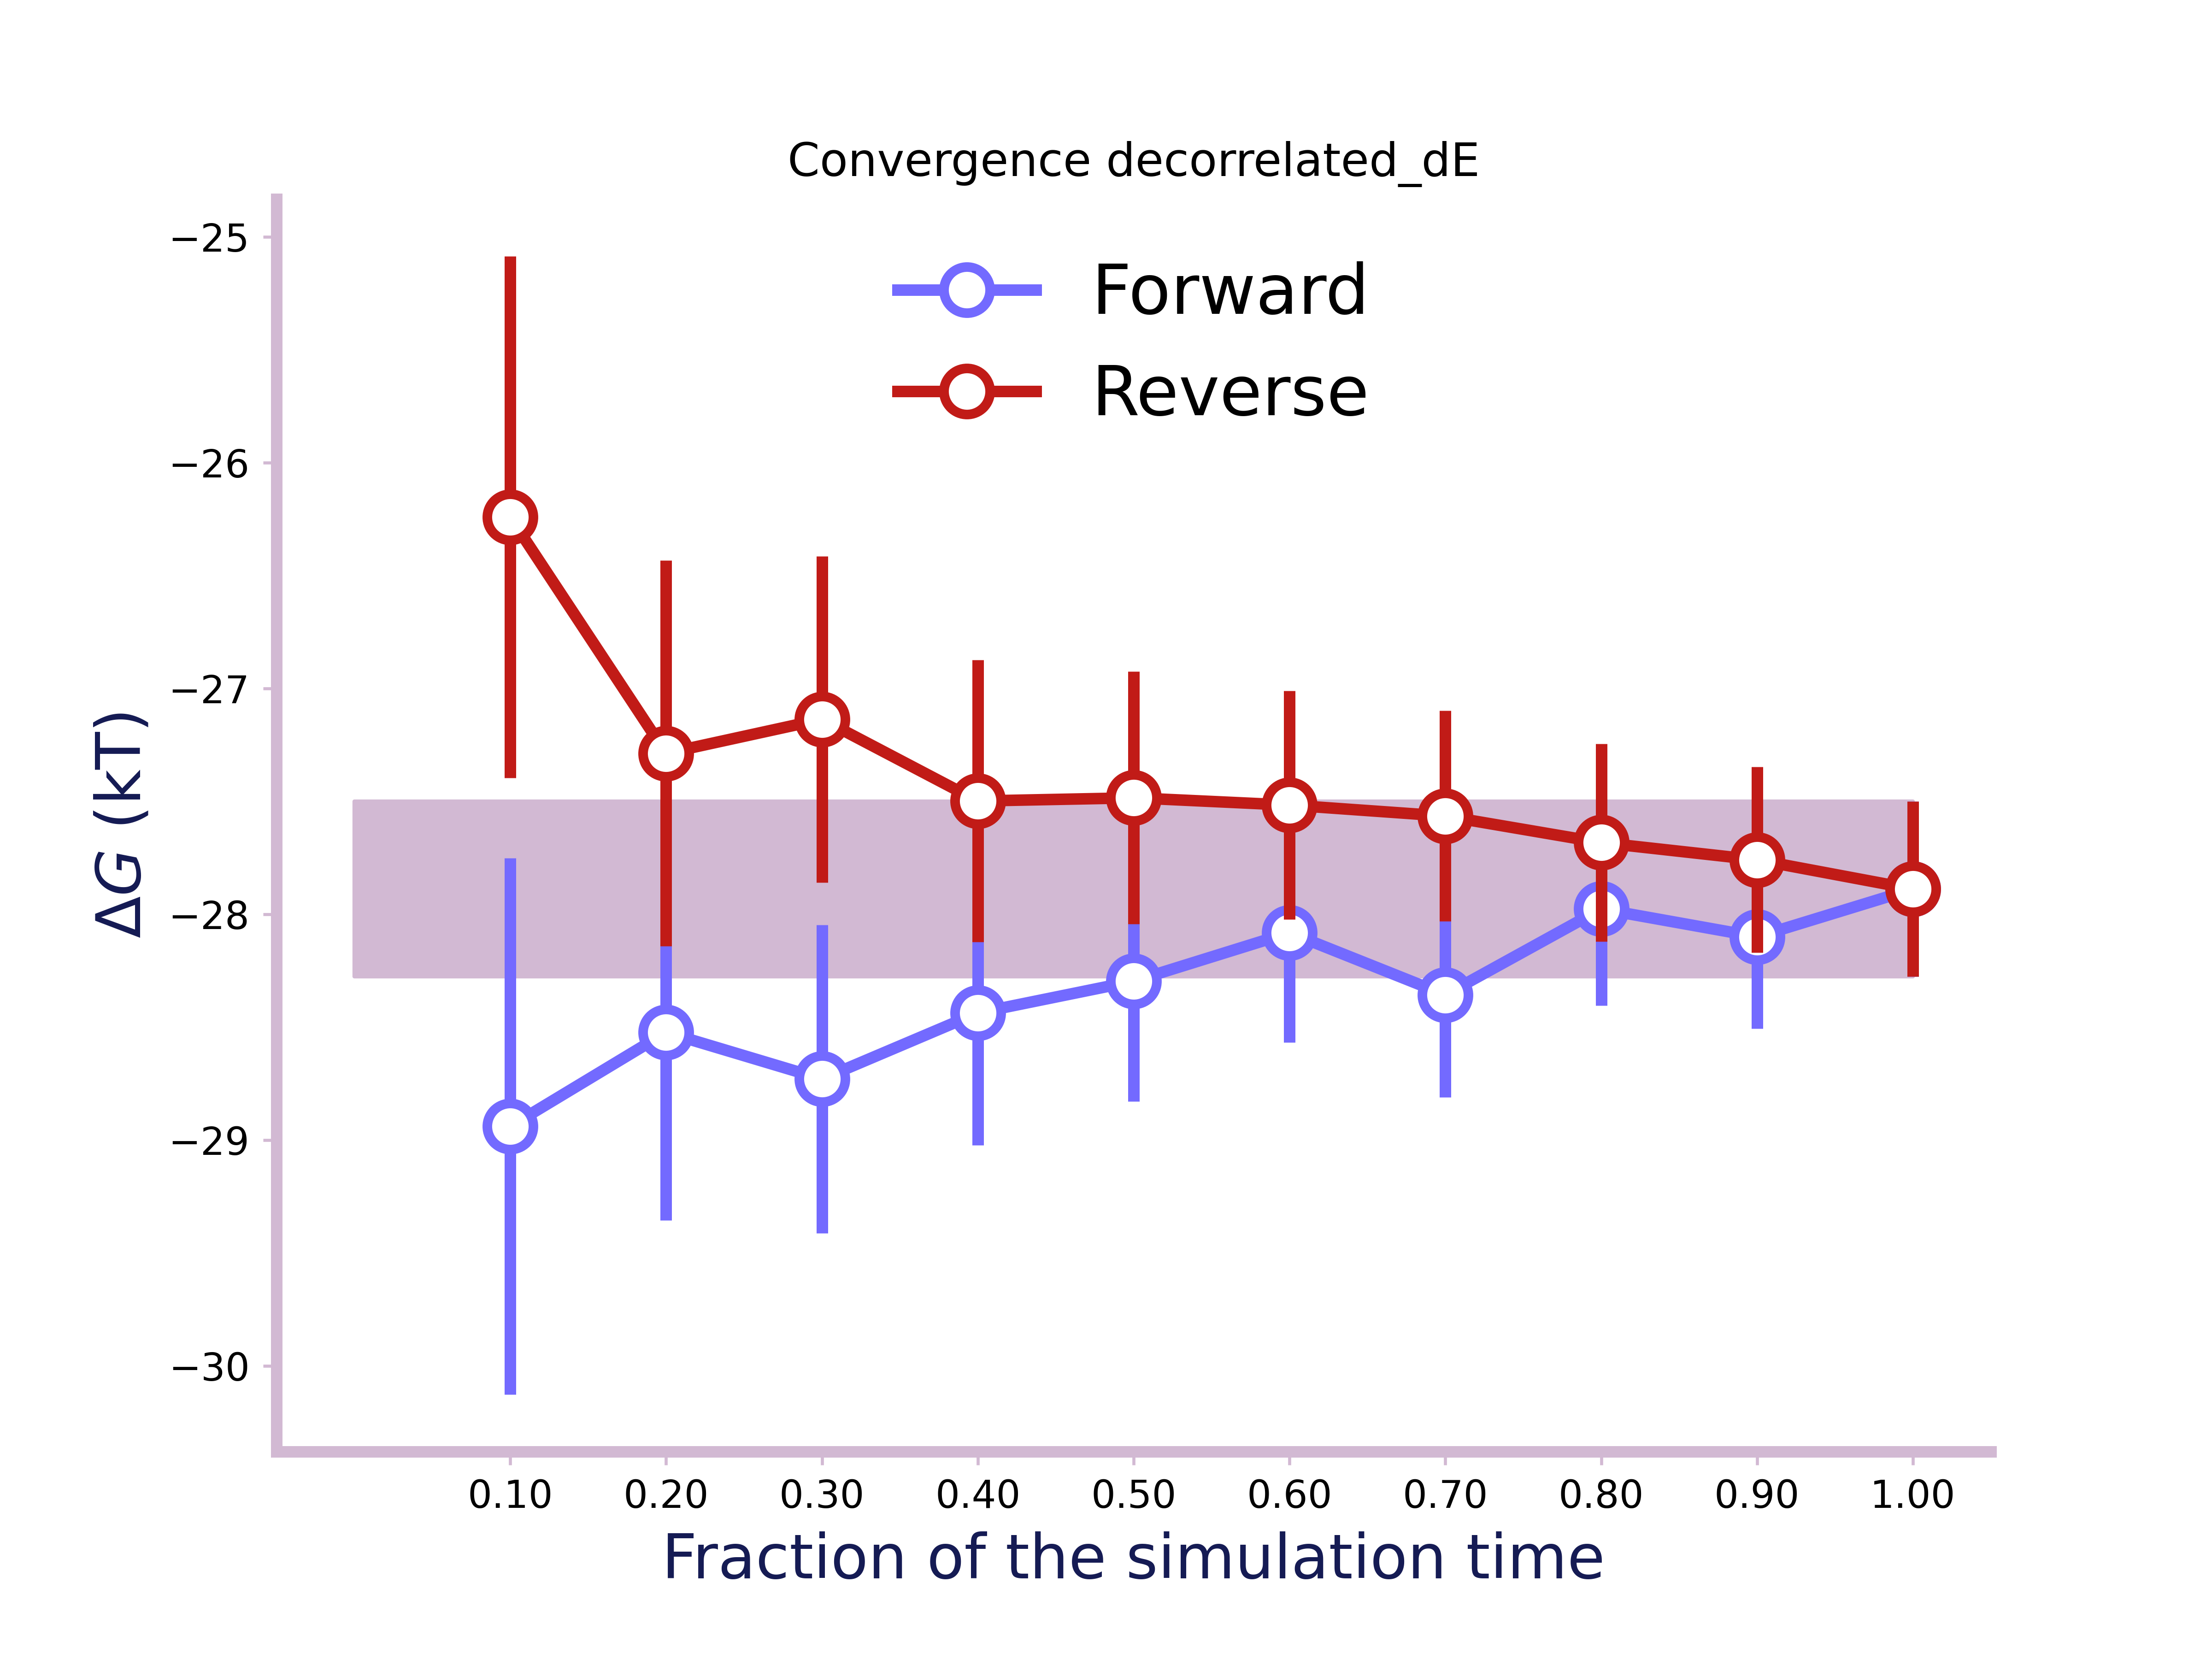 Convergence decorrelated_dE
Forward
Reverse
ΔG (kT)
−25
−26
−27
−28
−29
−30
0.10 0.20 0.30 0.40 0.50 0.60 0.70 0.80 0.90 1.00
Fraction of the simulation time